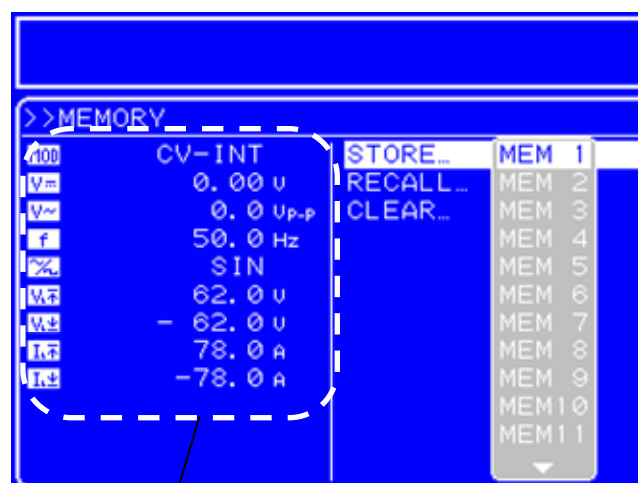 >>MEMORY
MOD CV-INT STORE… MEM 1
V 0.00 V RECALL… MEM 2
V~ 0.0 Vp-p CLEAR… MEM 3
f 50.0 Hz MEM 4
SIN MEM 5
V 62.0 V MEM 6
V - 62.0 V MEM 7
I 78.0 A MEM 8
I -78.0 A MEM 9
MEM10
MEM11